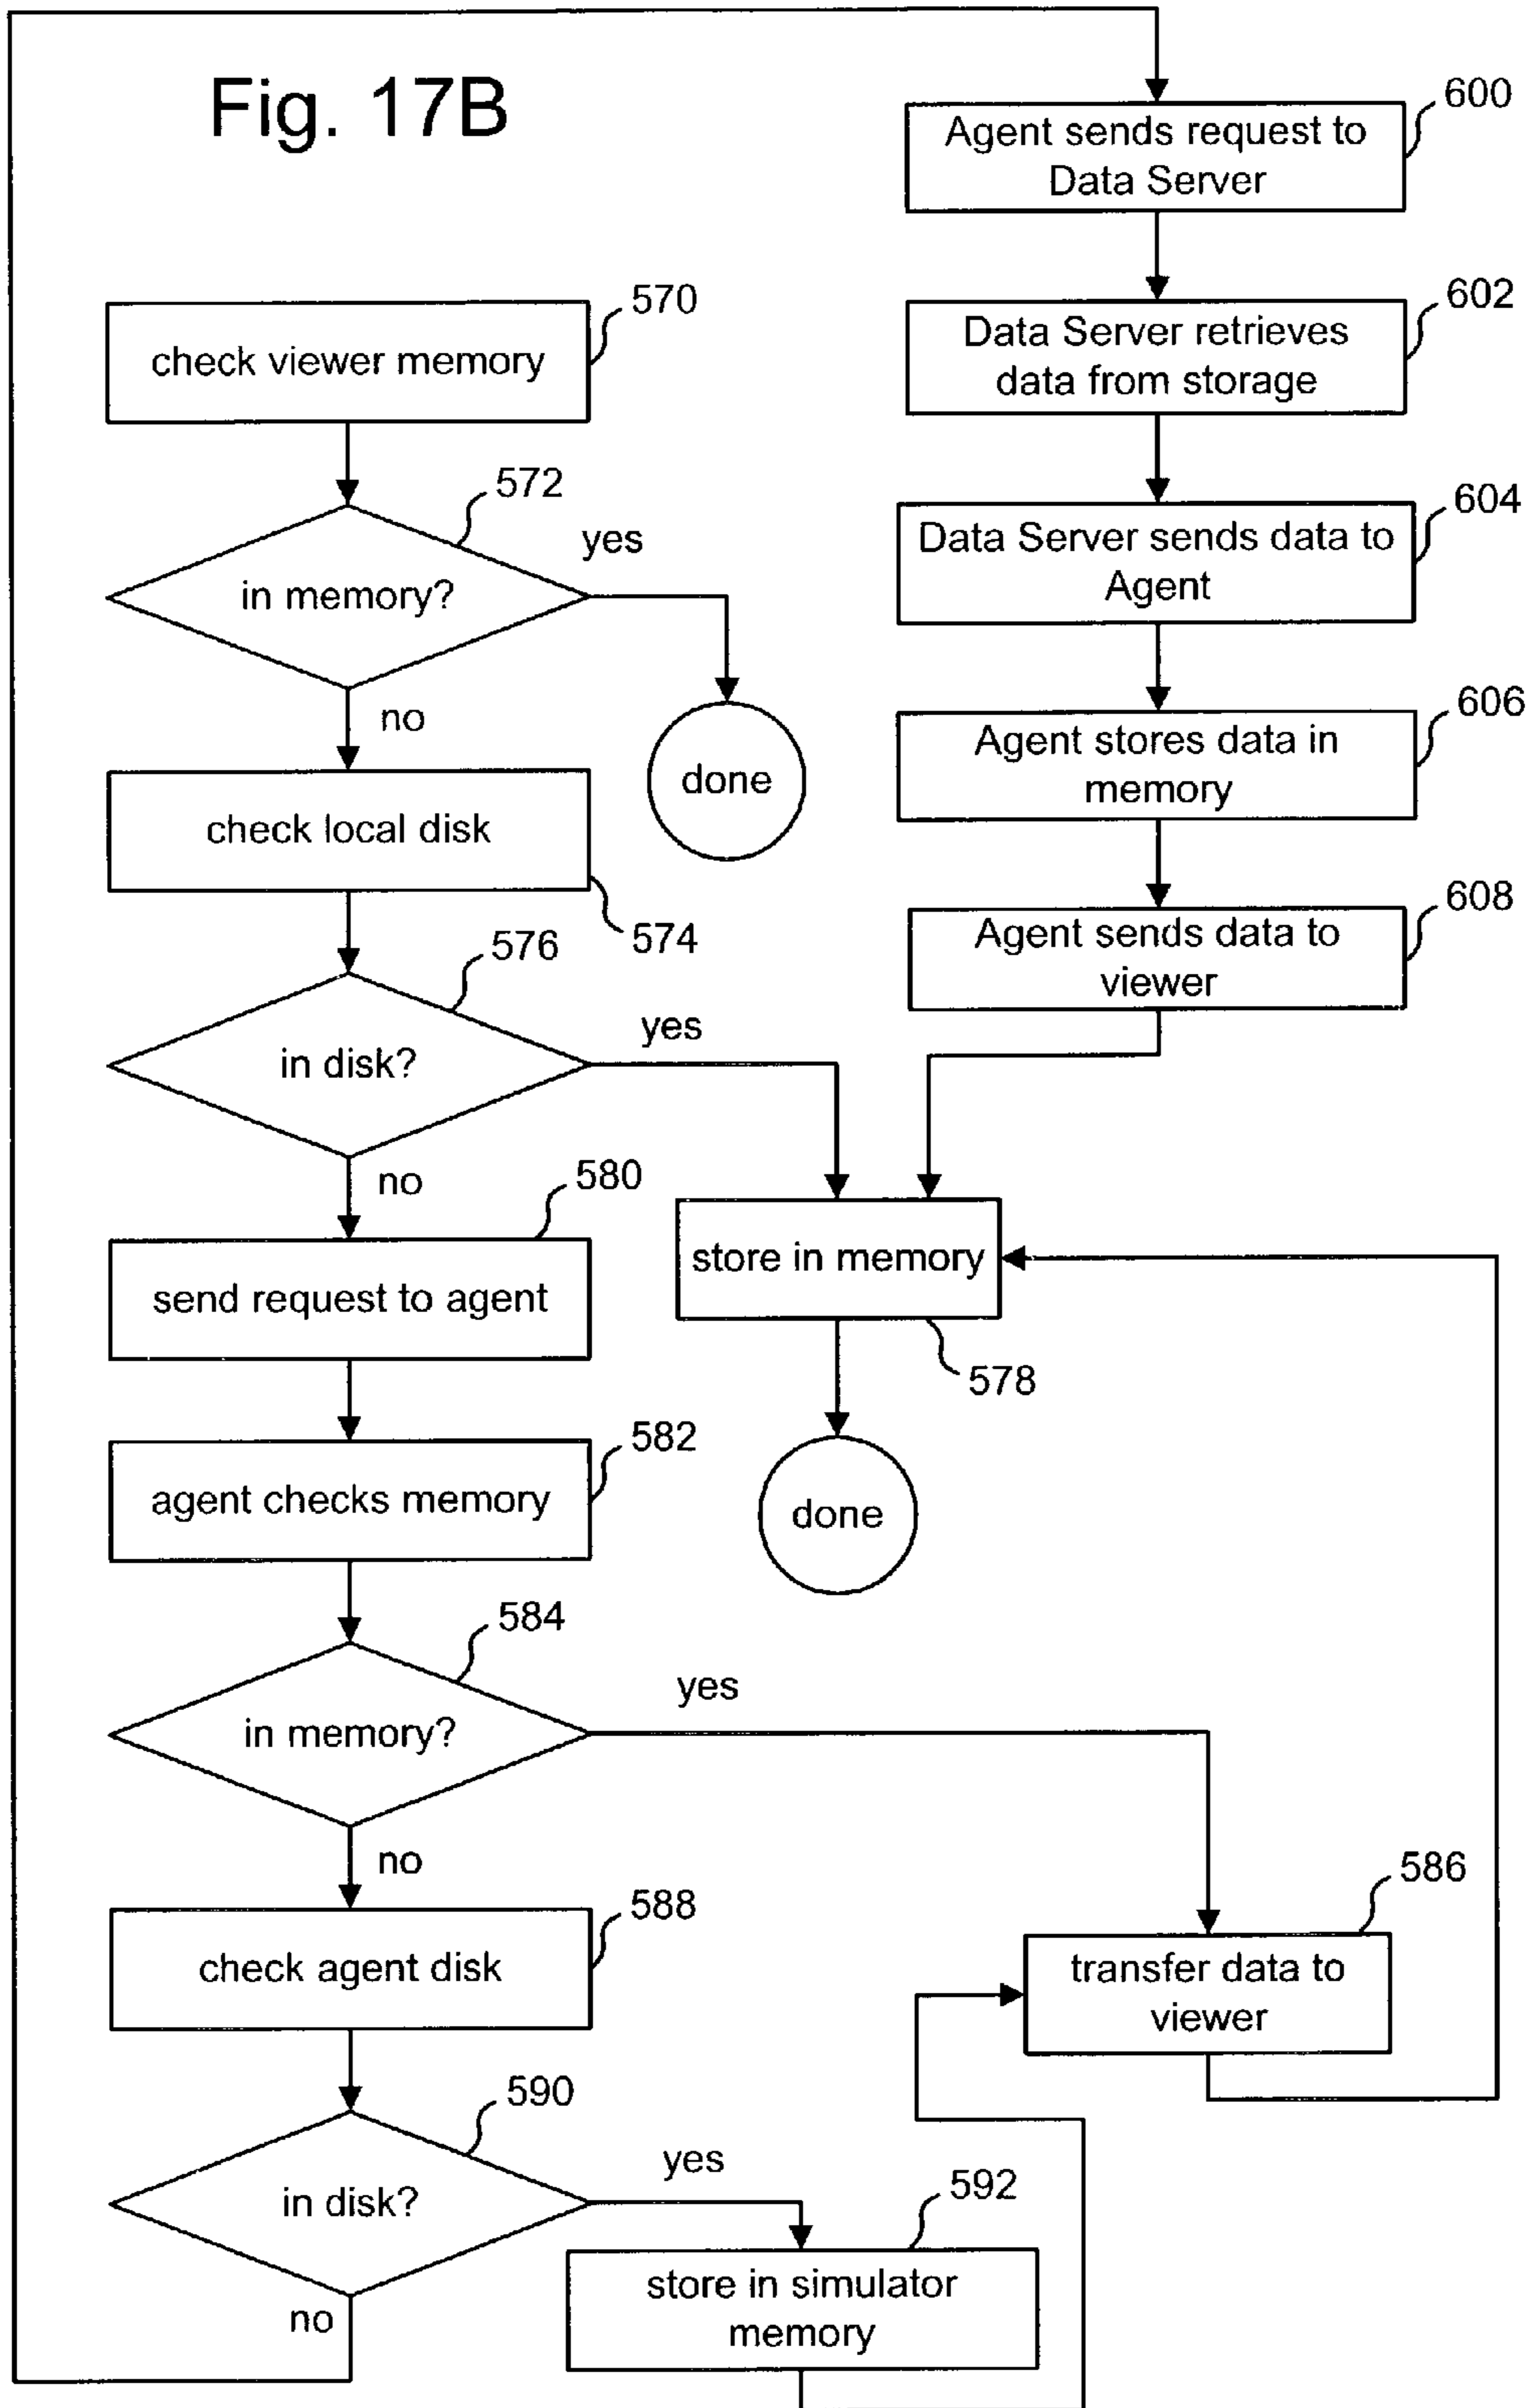 Fig. 17B
600
Agent sends request to
Data Server
602
Data Server retrieves
data from storage
604
Data Server sends data to
Agent
606
Agent stores data in
memory
608
Agent sends data to
viewer
570
check viewer memory
572
in memory?
yes
done
no
check local disk
574
576
in disk?
yes
no
580
send request to agent
store in memory
578
done
582
agent checks memory
584
in memory?
yes
no
586
transfer data to
viewer
588
check agent disk
590
in disk?
yes
no
592
store in simulator
memory